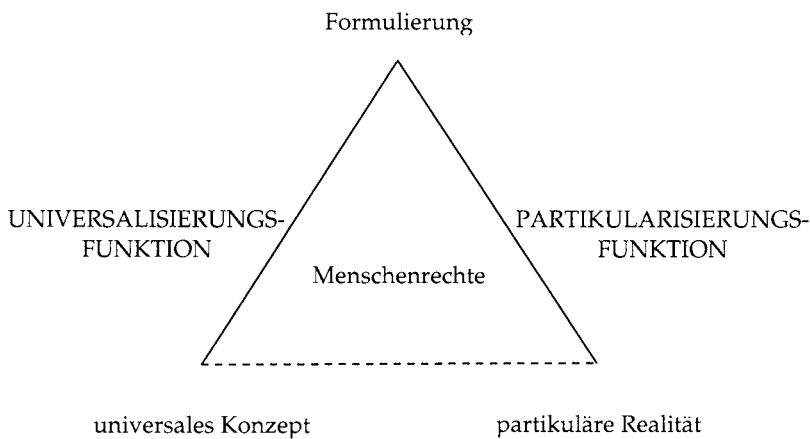 Formulierung
UNIVERSALISIERUNGS-
FUNKTION
PARTIKULARISIERUNGS-
FUNKTION
Menschenrechte
universales Konzept
partikuläre Realität